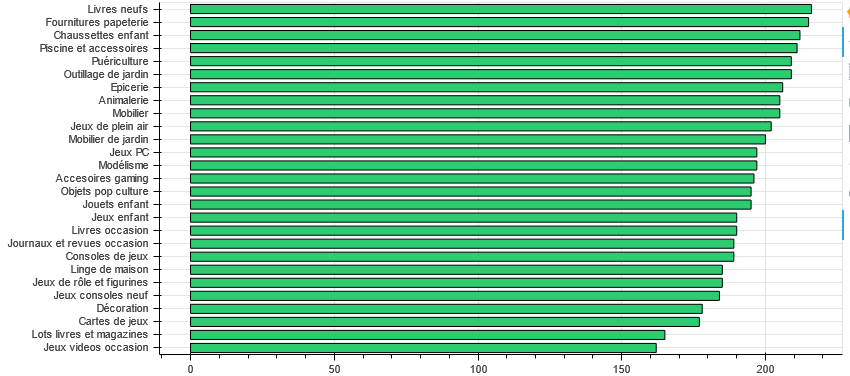 Livres neufs
Fournitures papeterie
Chaussettes enfant
Piscine et accessoires
Puériculture
Outillage de jardin
Epicerie
Animalerie
Mobilier
Jeux de plein air
Mobilier de jardin
Jeux PC
Modélisme
Accesoires gaming
Objets pop culture
Jouets enfant
Jeux enfant
Livres occasion
Journaux et revues occasion
Consoles de jeux
Linge de maison
Jeux de rôle et figurines
Jeux consoles neuf
Décoration
Cartes de jeux
Lots livres et magazines
Jeux videos occasion
0 50 100 150 200